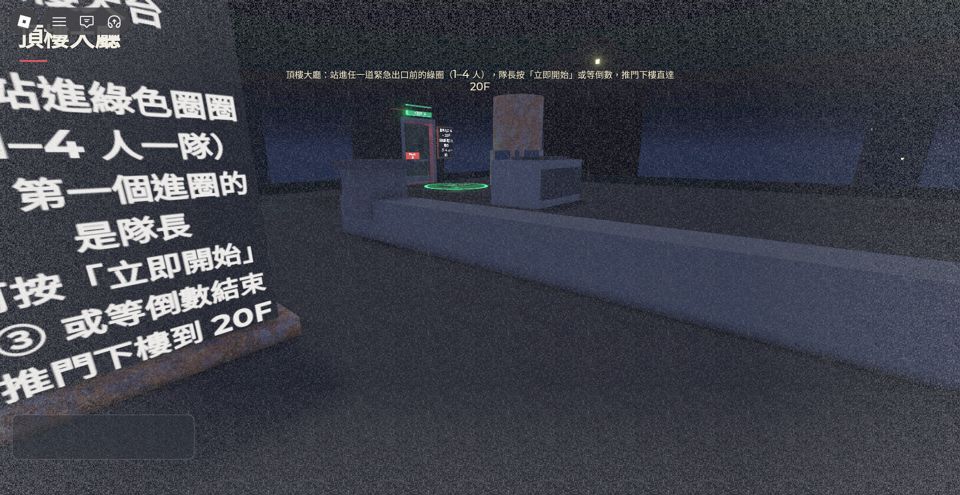 頂樓大廳
頂樓大廳：站進任一道緊急出口前的綠圈（1–4 人），隊長按「立即開始」或等倒數，推門下樓直達
20F
站進綠色圈圈
人一隊）
第一個進圈的
是隊長
按「立即開始」
③ 或等倒數結束
推門下樓到 20F